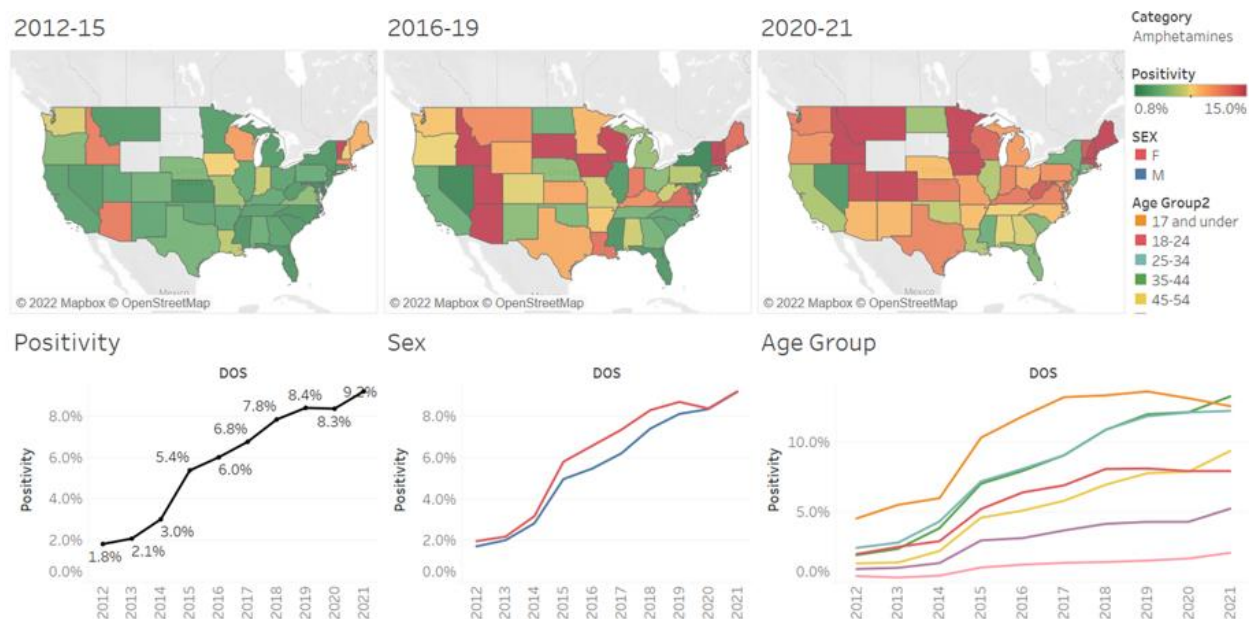 2012-15
2016-19
2020-21
Category
Amphetamines
Positivity
0.8% 15.0%
SEX
F
M
Age Group2
17 and under
18-24
25-34
35-44
45-54
Mexico
© 2022 Mapbox © OpenStreetMap
Mexico
© 2022 Mapbox © OpenStreetMap
Mexico
© 2022 Mapbox © OpenStreetMap
Positivity
DOS
Positivity
8.0%
6.0%
4.0%
2.0%
0.0%
1.8%
2.1%
3.0%
5.4%
6.0%
6.8%
7.8%
8.4%
8.3%
9.2%
2012
2013
2014
2015
2016
2017
2018
2019
2020
2021
Sex
DOS
Positivity
8.0%
6.0%
4.0%
2.0%
0.0%
2012
2013
2014
2015
2016
2017
2018
2019
2020
2021
Age Group
DOS
Positivity
10.0%
5.0%
0.0%
2012
2013
2014
2015
2016
2017
2018
2019
2020
2021